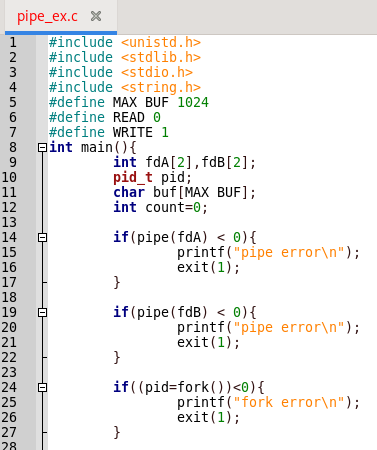 pipe_ex.c
1 #include <unistd.h>
2 #include <stdlib.h>
3 #include <stdio.h>
4 #include <string.h>
5 #define MAX BUF 1024
6 #define READ 0
7 #define WRITE 1
8 int main(){
9 int fdA[2],fdB[2];
10 pid_t pid;
11 char buf[MAX BUF];
12 int count=0;
13
14 if(pipe(fdA) < 0){
15 printf("pipe error\n");
16 exit(1);
17 }
18
19 if(pipe(fdB) < 0){
20 printf("pipe error\n");
21 exit(1);
22 }
23
24 if((pid=fork())<0){
25 printf("fork error\n");
26 exit(1);
27 }
28